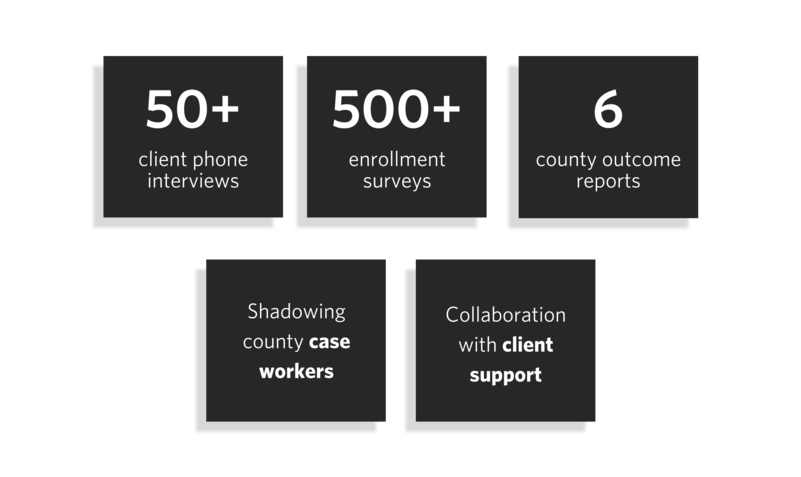 50+
client phone
interviews
500+
enrollment
surveys
6
county outcome
reports
Shadowing
county case
workers
Collaboration
with client
support